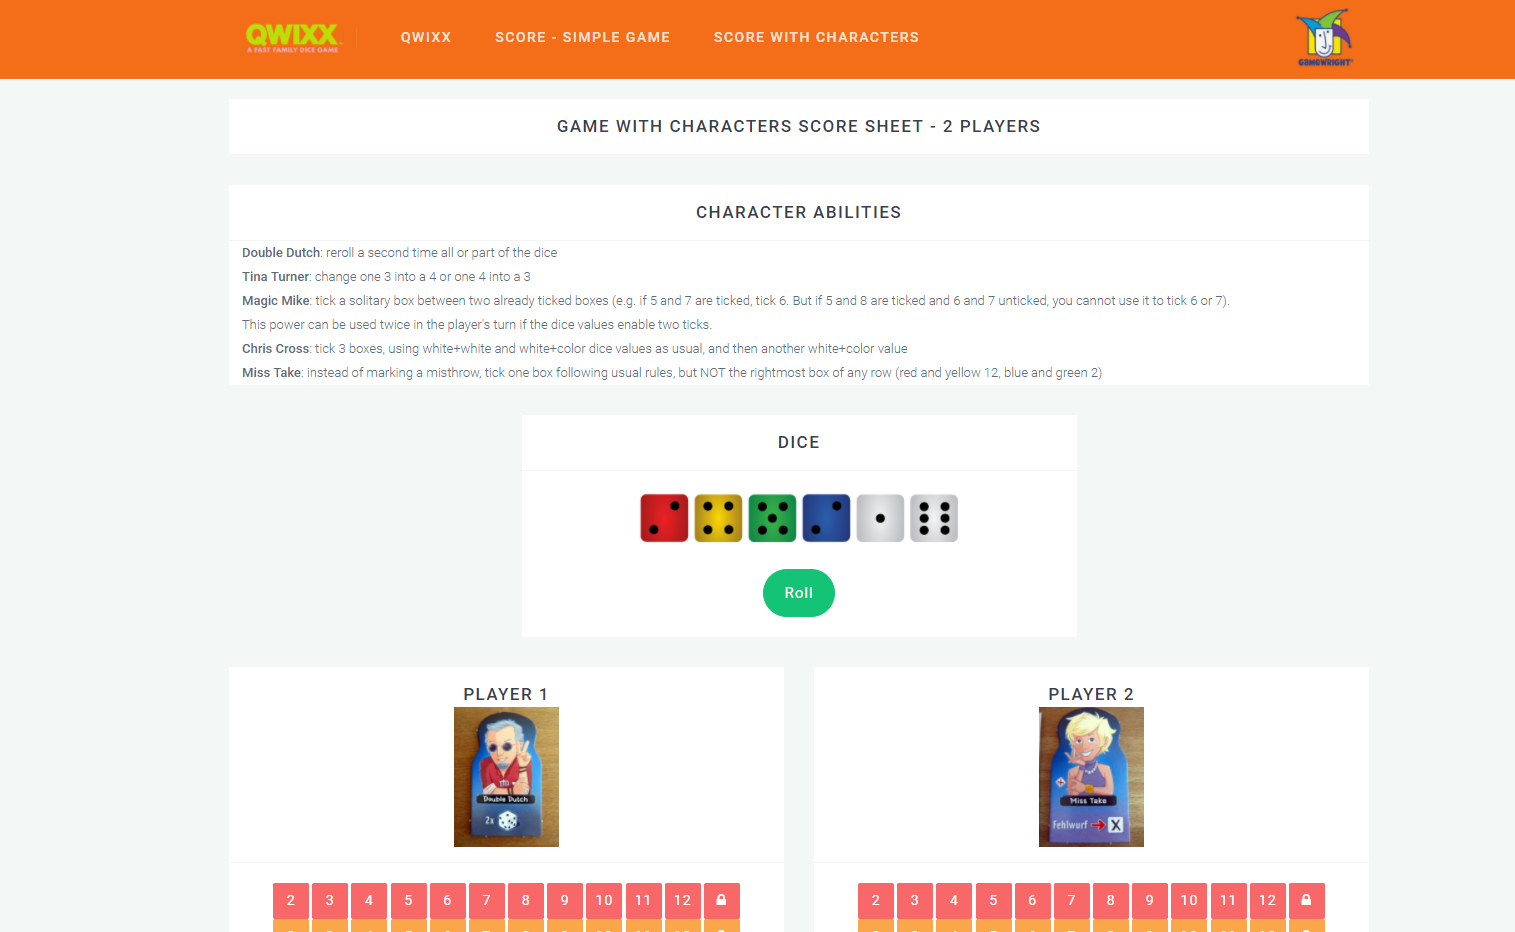 QWIXX
A FAST FAMILY DICE GAME
QWIXX
SCORE - SIMPLE GAME
SCORE WITH CHARACTERS
GAMEWRIGHT
GAME WITH CHARACTERS SCORE SHEET - 2 PLAYERS
CHARACTER ABILITIES
Double Dutch: reroll a second time all or part of the dice
Tina Turner: change one 3 into a 4 or one 4 into a 3
Magic Mike: tick a solitary box between two already ticked boxes (e.g. if 5 and 7 are ticked, tick 6. But if 5 and 8 are ticked and 6 and 7 unticked, you cannot use it to tick 6 or 7).
This power can be used twice in the player's turn if the dice values enable two ticks.
Chris Cross: tick 3 boxes, using white+white and white+color dice values as usual, and then another white+color value
Miss Take: instead of marking a misthrow, tick one box following usual rules, but NOT the rightmost box of any row (red and yellow 12, blue and green 2)
DICE
Roll
PLAYER 1
Double Dutch
2x
2 3 4 5 6 7 8 9 10 11 12
PLAYER 2
Miss Take
Fehlwurf X
2 3 4 5 6 7 8 9 10 11 12